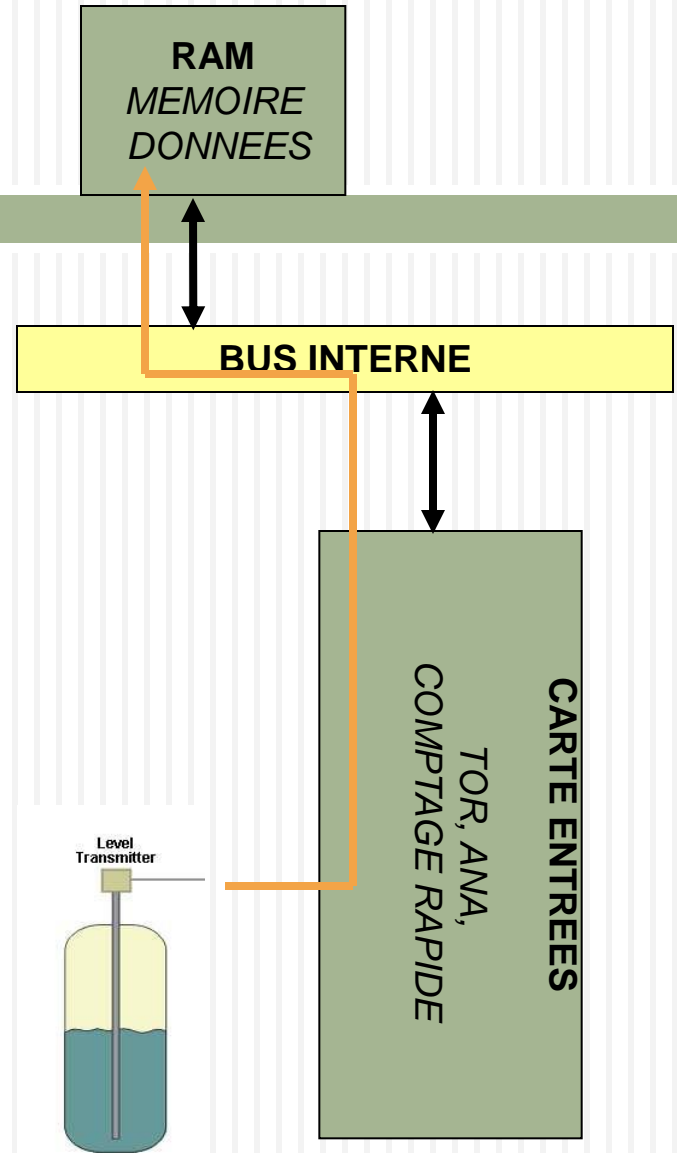 RAM
MEMOIRE
DONNEES
BUS INTERNE
CARTE ENTREES
TOR, ANA,
COMPTAGE RAPIDE
Level
Transmitter